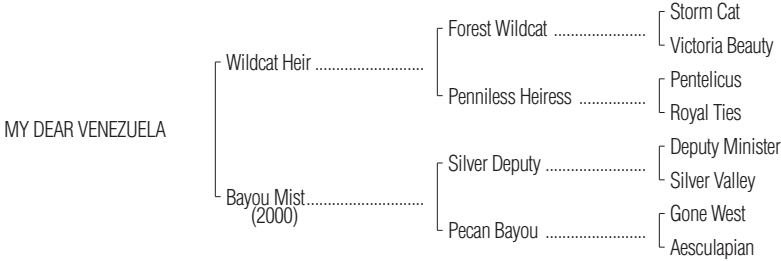 Storm Cat
Forest Wildcat ......................
Victoria Beauty
Wildcat Heir ..........................
Pentelicus
Penniless Heiress ................
Royal Ties
MY DEAR VENEZUELA
Deputy Minister
Silver Deputy ........................
Silver Valley
Bayou Mist............................
(2000)
Gone West
Pecan Bayou ........................
Aesculapian